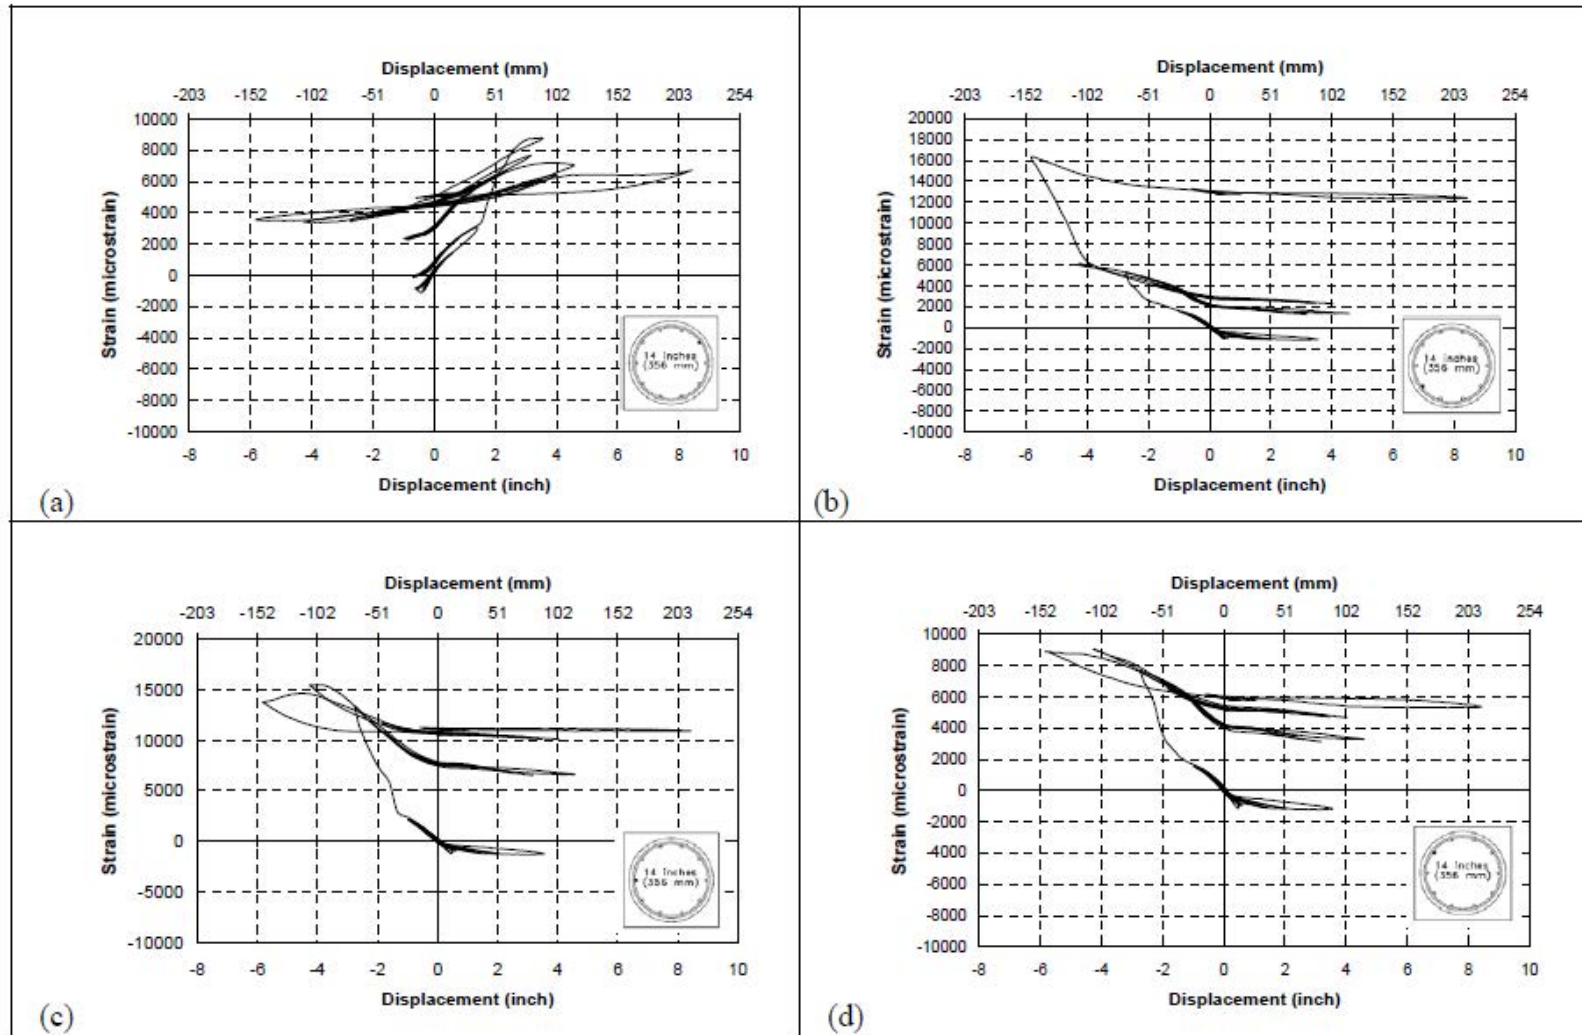 Displacement (mm)
-203 -152 -102 -51 0 51 102 152 203 254
10000
8000
6000
4000
2000
0
-2000
-4000
-6000
-8000
-10000
Strain (microstrain)
14 inches
(356 mm)
-8 -6 -4 -2 0 2 4 6 8 10
Displacement (inch)
(a)
Displacement (mm)
-203 -152 -102 -51 0 51 102 152 203 254
20000
18000
16000
14000
12000
10000
8000
6000
4000
2000
0
-2000
-4000
-6000
-8000
-10000
Strain (microstrain)
14 inches
(356 mm)
-8 -6 -4 -2 0 2 4 6 8 10
Displacement (inch)
(b)
Displacement (mm)
-203 -152 -102 -51 0 51 102 152 203 254
20000
15000
10000
5000
0
-5000
-10000
Strain (microstrain)
14 inches
(356 mm)
-8 -6 -4 -2 0 2 4 6 8 10
Displacement (inch)
(c)
Displacement (mm)
-203 -152 -102 -51 0 51 102 152 203 254
10000
8000
6000
4000
2000
0
-2000
-4000
-6000
-8000
-10000
Strain (microstrain)
14 inches
(356 mm)
-8 -6 -4 -2 0 2 4 6 8 10
Displacement (inch)
(d)